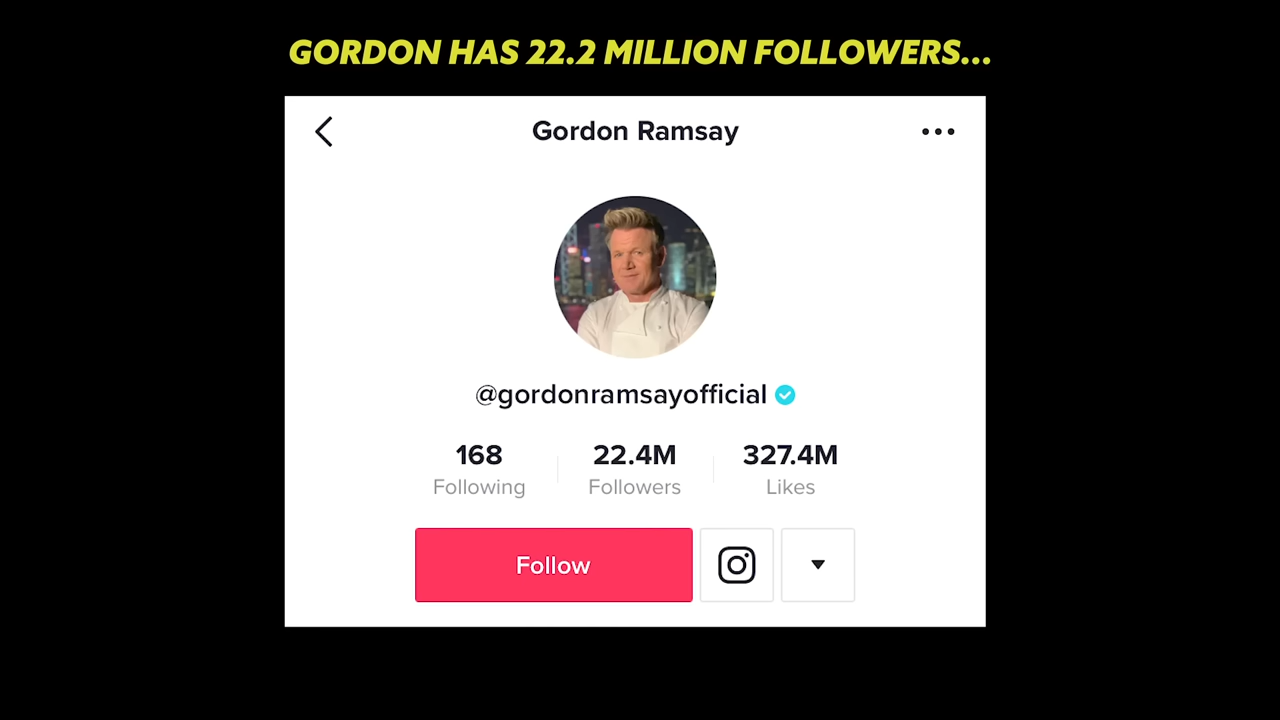 GORDON HAS 22.2 MILLION FOLLOWERS...
Gordon Ramsay
@gordonramsayofficial
168 22.4M 327.4M
Following Followers Likes
Follow